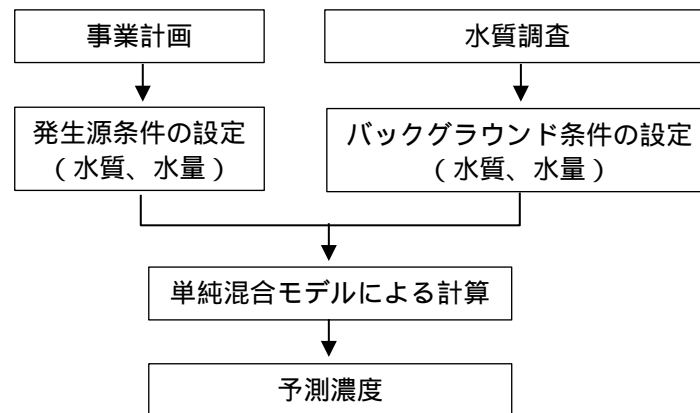 事業計画
水質調査
発生源条件の設定
（水質、水量）
バックグラウンド条件の設定
（水質、水量）
単純混合モデルによる計算
予測濃度